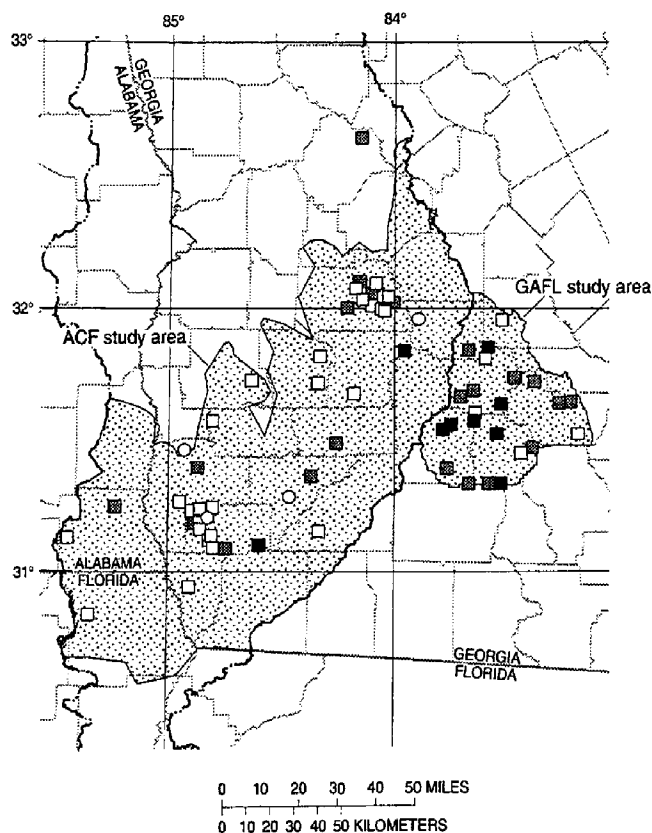 85° 84°
33°
GEORGIA
ALABAMA
GAFL study area
32°
ACF study area
31°
ALABAMA
FLORIDA
GEORGIA
FLORIDA
0 10 20 30 40 50 MILES
0 10 20 30 40 50 KILOMETERS